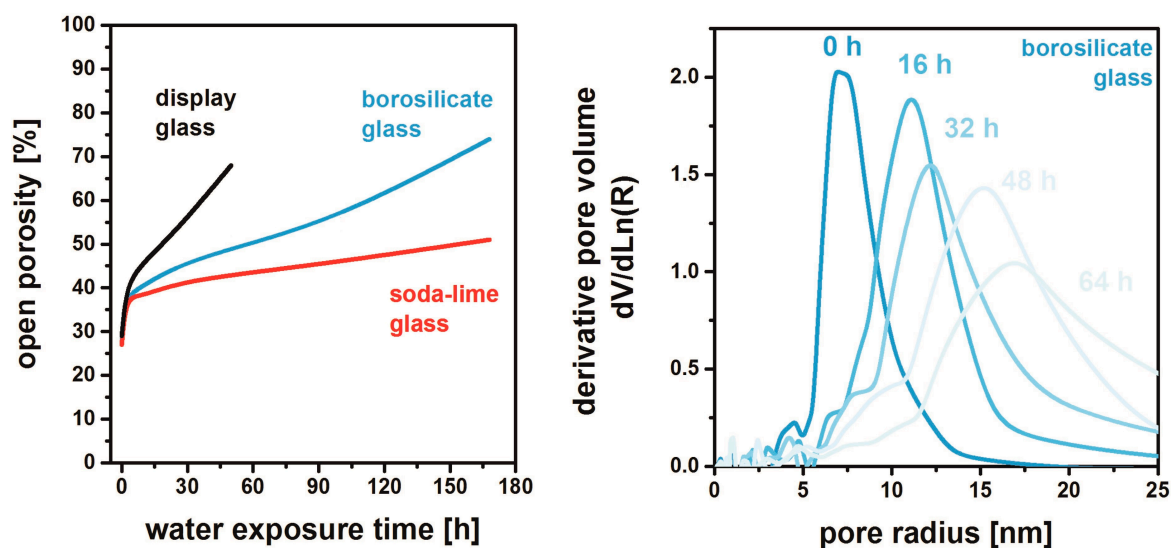 open porosity [%]
100
90
80
70
60
50
40
30
20
10
0
display
glass
borosilicate
glass
soda-lime
glass
0
30
60
90
120
150
180
water exposure time [h]
derivative pore volume
dV/dLn(R)
2.0
1.5
1.0
0.5
0.0
0 h
16 h
32 h
48 h
64 h
borosilicate
glass
0
5
10
15
20
25
pore radius [nm]